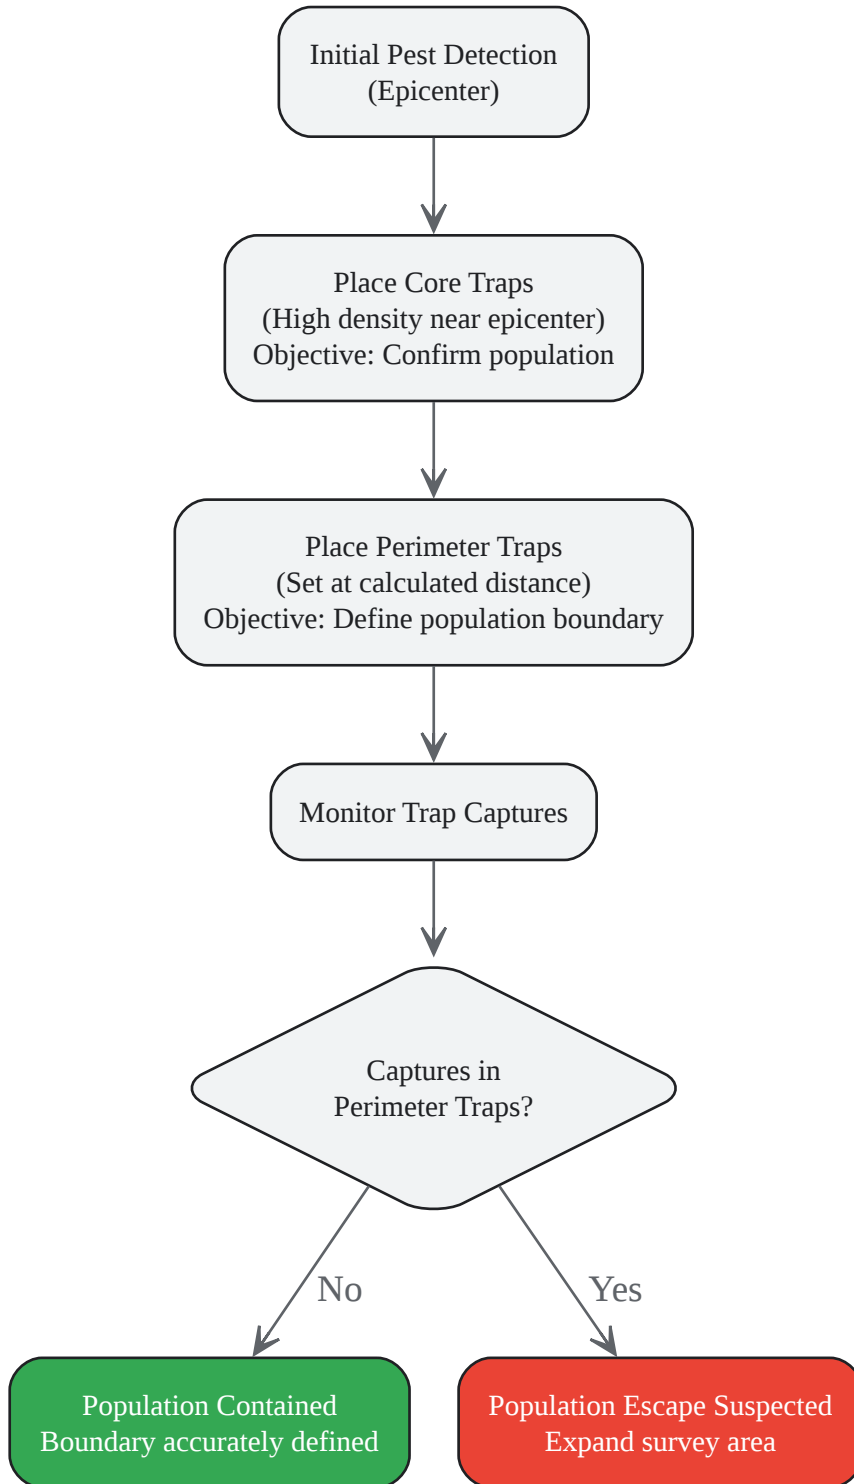 Initial Pest Detection
(Epicenter)
Place Core Traps
(High density near epicenter)
Objective: Confirm population
Place Perimeter Traps
(Set at calculated distance)
Objective: Define population boundary
Monitor Trap Captures
Captures in
Perimeter Traps?
No
Yes
Population Contained
Boundary accurately defined
Population Escape Suspected
Expand survey area